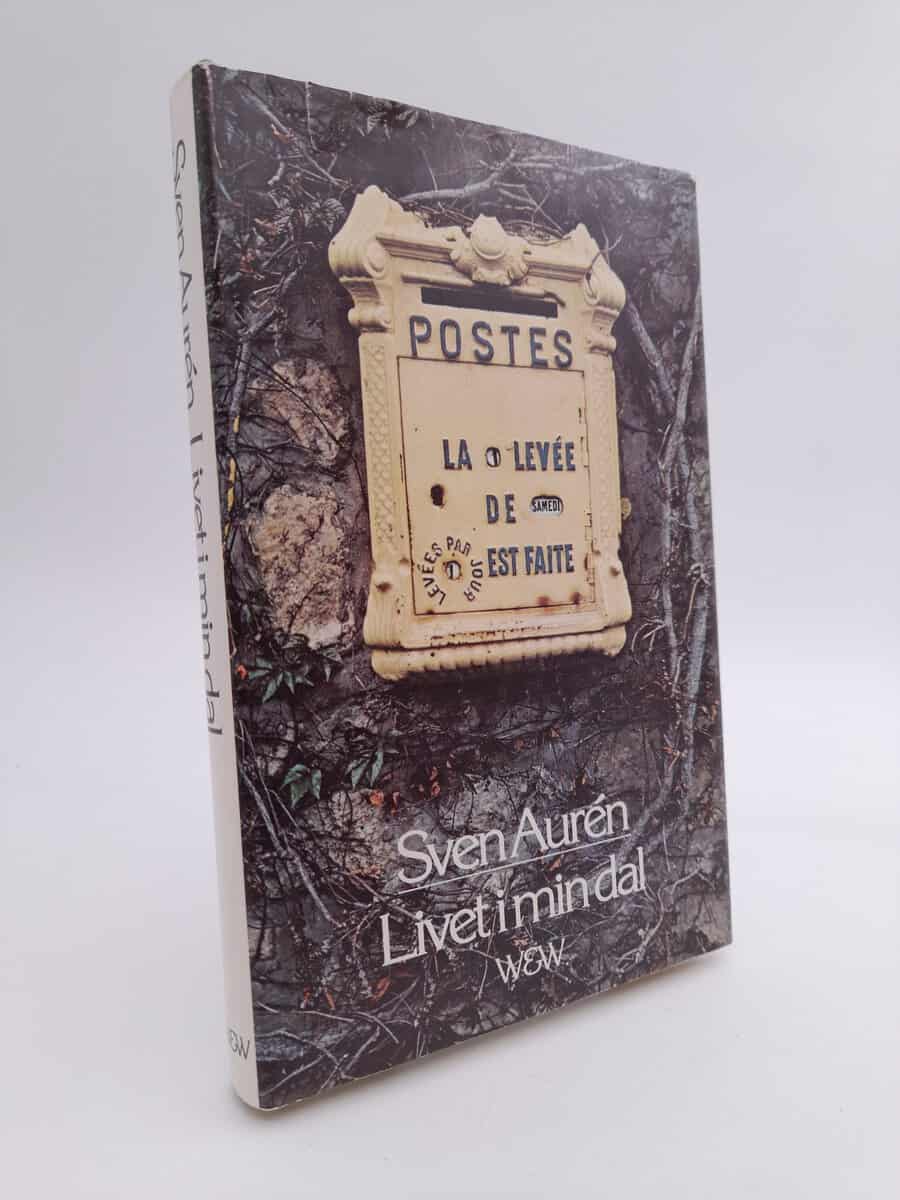 Sven Aurén Livet i min dal
W&W
POSTES
LA 1 LEVÉE
DE SAMEDI
EST FAITE
LEVÉES PAR JOUR
1
Sven Aurén
Livet i min dal
W&W